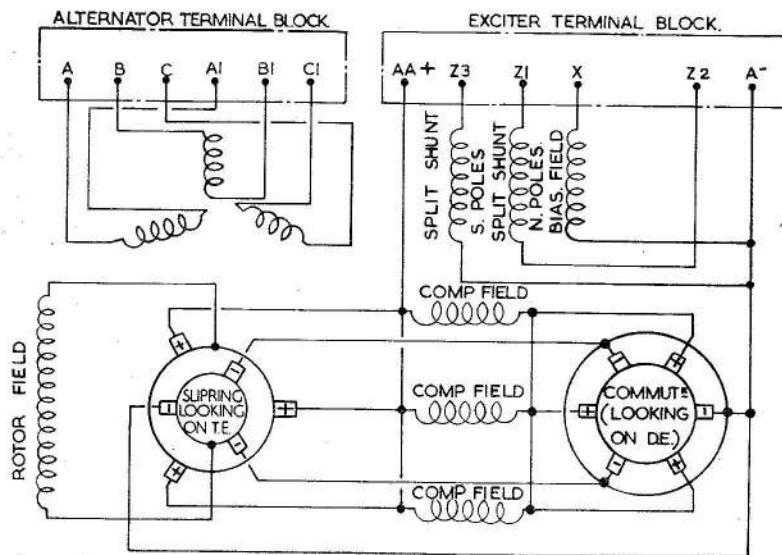 ALTERNATOR TERMINAL BLOCK
EXCITER TERMINAL BLOCK.
A B C A1 B1 C1
AA + Z3 Z1 X Z2 A-
SPLIT SHUNT
S. POLES
SPLIT SHUNT
N. POLES.
BIAS. FIELD
ROTOR FIELD
COMP FIELD
+ +
- -
SLIPRING
LOOKING
ON T.E.
- +
COMP FIELD
COMMUTR
(LOOKING
ON D.E.)
+ -
- -
+ +
COMP FIELD